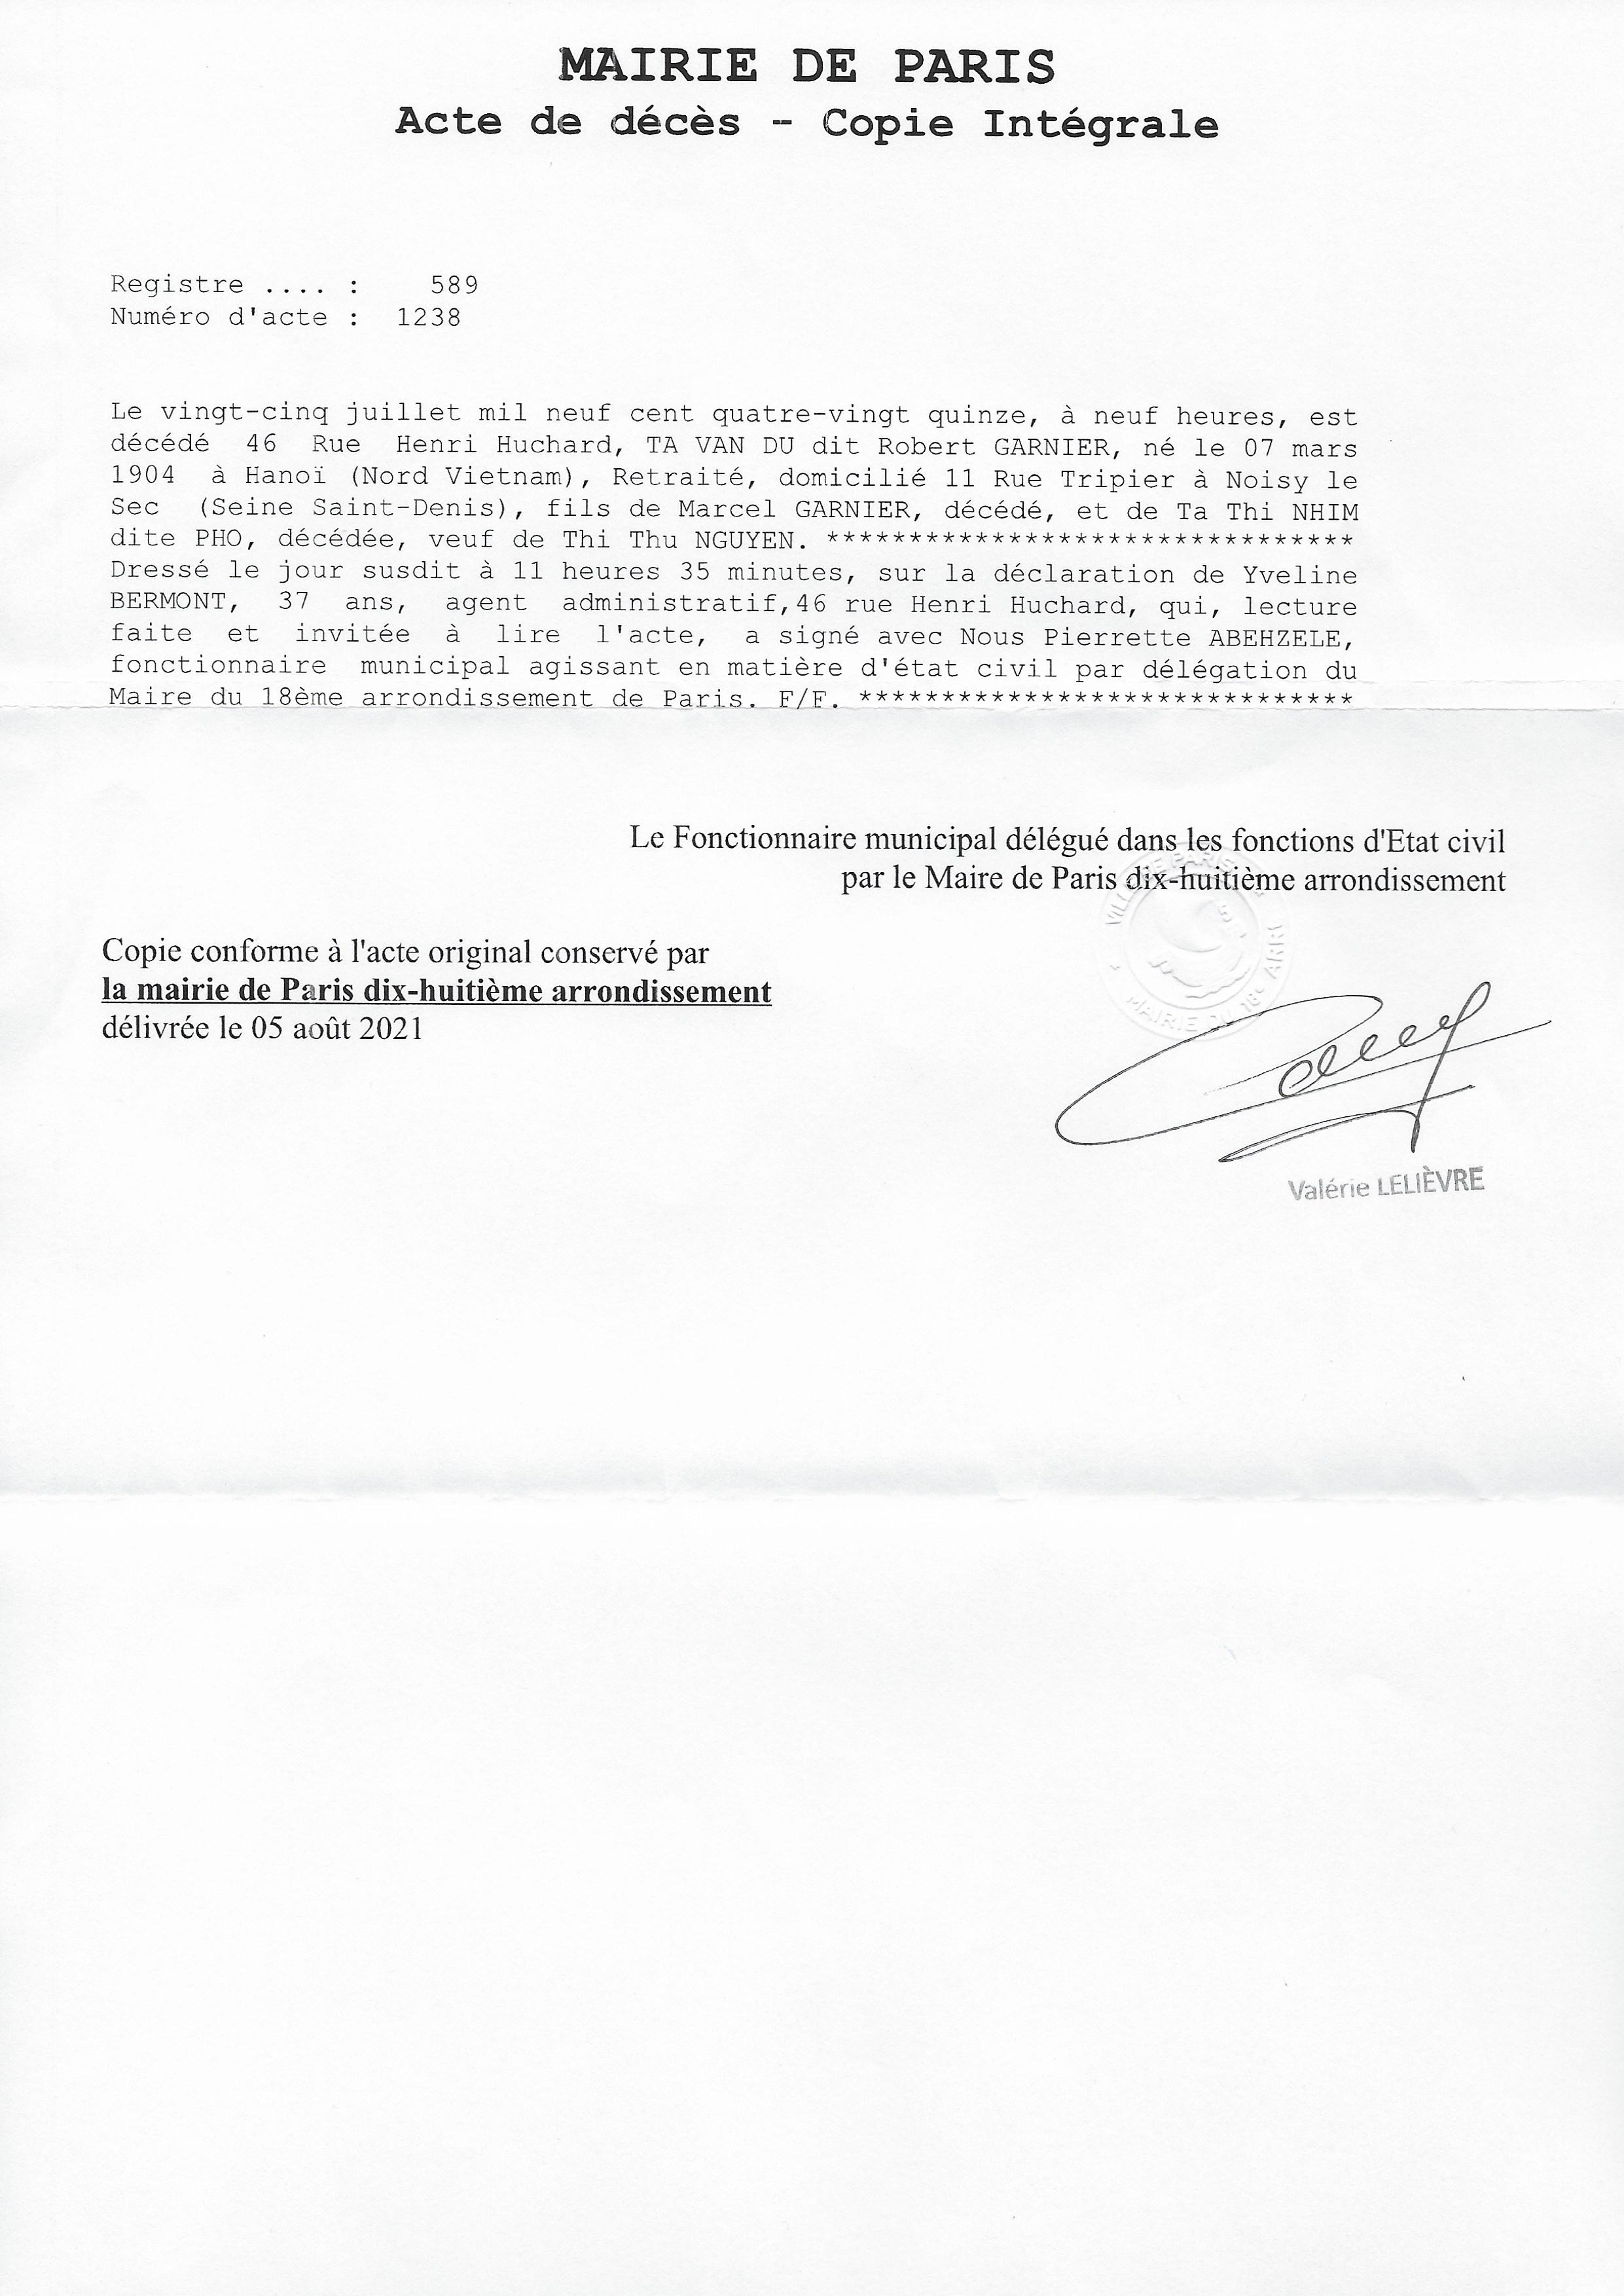 MAIRIE DE PARIS
Acte de décès - Copie Intégrale
Registre .... : 589
Numéro d'acte : 1238
Le vingt-cinq juillet mil neuf cent quatre-vingt quinze, à neuf heures, est
décédé 46 Rue Henri Huchard, TA VAN DU dit Robert GARNIER, né le 07 mars
1904 à Hanoï (Nord Vietnam), Retraité, domicilié 11 Rue Tripier à Noisy le
Sec (Seine Saint-Denis), fils de Marcel GARNIER, décédé, et de Ta Thi NHIM
dite PHO, décédée, veuf de Thi Thu NGUYEN. ********************************
Dressé le jour susdit à 11 heures 35 minutes, sur la déclaration de Yveline
BERMONT, 37 ans, agent administratif,46 rue Henri Huchard, qui, lecture
faite et invitée à lire l'acte, a signé avec Nous Pierrette ABEHZELE,
fonctionnaire municipal agissant en matière d'état civil par délégation du
Maire du 18ème arrondissement de Paris. F/F. ******************************
Le Fonctionnaire municipal délégué dans les fonctions d'Etat civil
par le Maire de Paris dix-huitième arrondissement
VILLE DE PARIS
MAIRIE DU 18e ARRT
Copie conforme à l'acte original conservé par
la mairie de Paris dix-huitième arrondissement
délivrée le 05 août 2021
Valérie LELIÈVRE